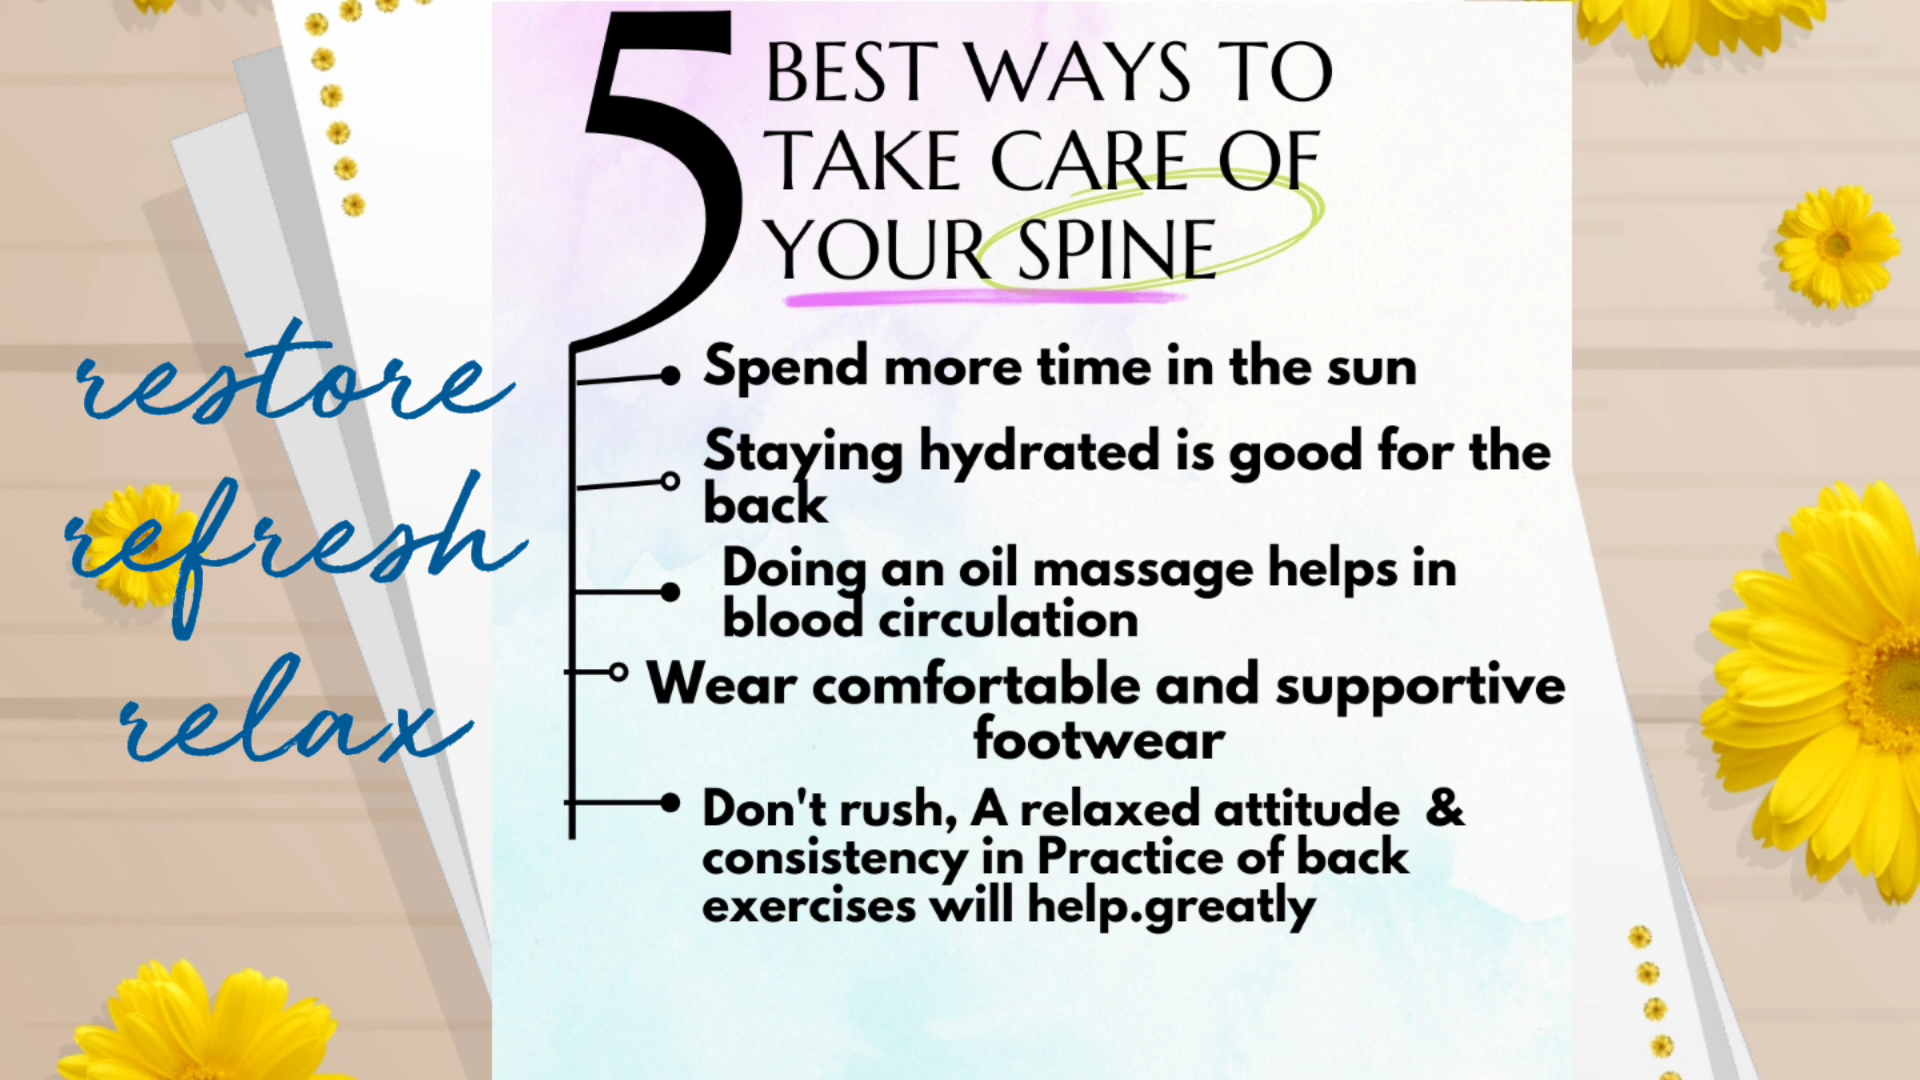 5
BEST WAYS TO
TAKE CARE OF
YOUR SPINE
restore
refresh
relax
Spend more time in the sun
Staying hydrated is good for the
back
Doing an oil massage helps in
blood circulation
Wear comfortable and supportive
footwear
Don't rush, A relaxed attitude &
consistency in Practice of back
exercises will help.greatly